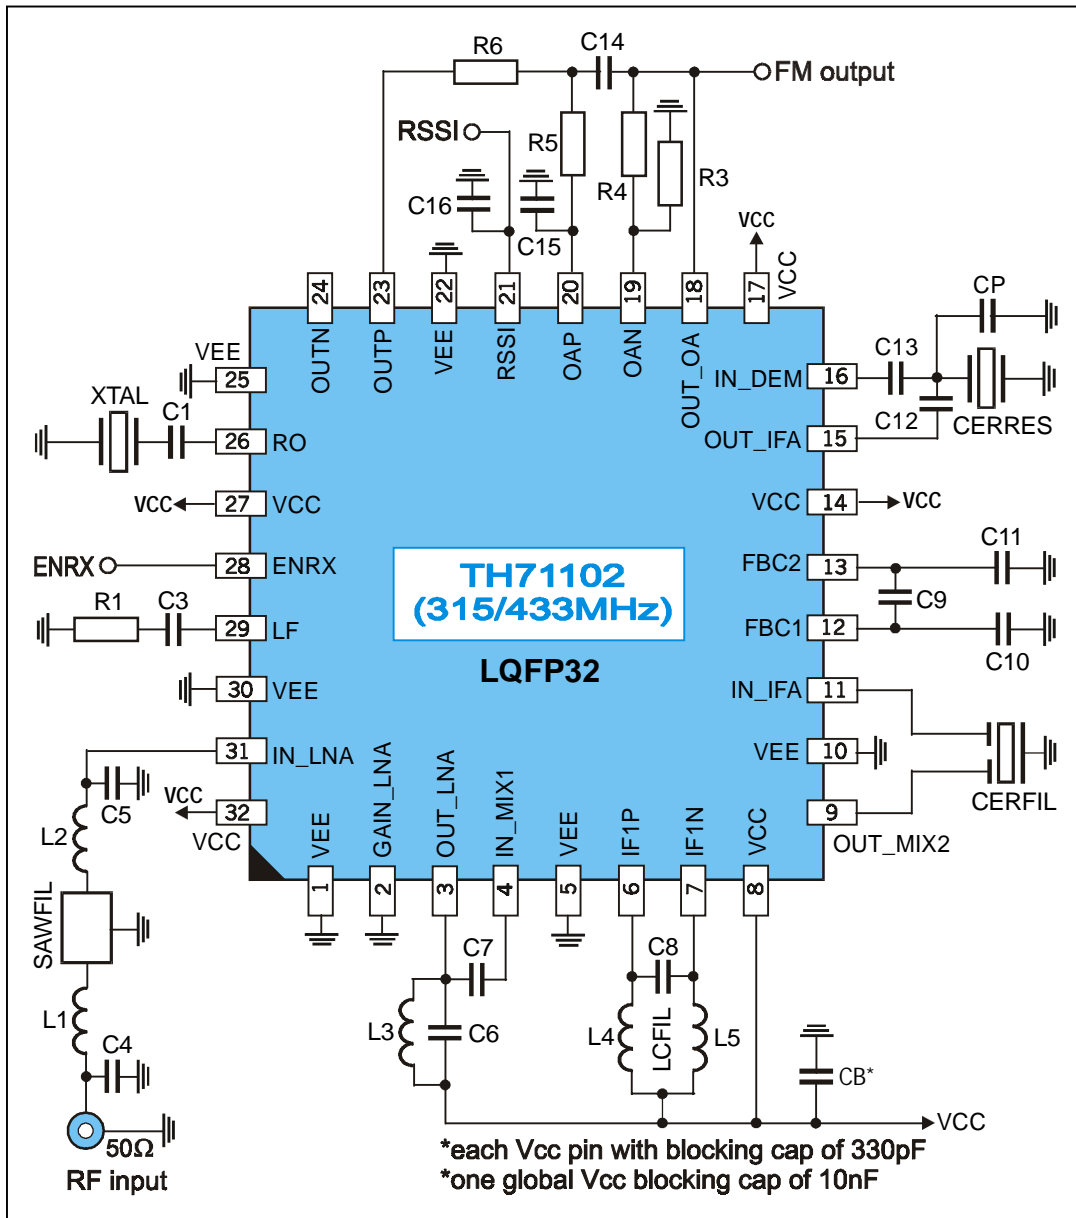 R6
C14
FM output
RSSI
R5
R4
R3
C16
C15
VCC
VCC
24
23
22
21
20
19
18
17
OUTN
OUTP
VEE
RSSI
OAP
OAN
OUT_OA
CP
VEE
25
IN_DEM
16
C13
XTAL
C1
26
RO
OUT_IFA
15
C12
CERRES
VCC
27
VCC
VCC
14
VCC
ENRX
28
ENRX
TH71102
(315/433MHz)
LQFP32
FBC2
13
C11
C9
R1
C3
29
LF
FBC1
12
C10
30
VEE
IN_IFA
11
31
IN_LNA
VEE
10
CERFIL
C5
VCC
32
VCC
9
OUT_MIX2
L2
VEE
GAIN_LNA
OUT_LNA
IN_MIX1
VEE
IF1P
IF1N
VCC
1
2
3
4
5
6
7
8
SAWFIL
C7
C8
L1
L3
C6
L4
LCFIL
L5
C4
CB*
50Ω
RF input
VCC
*each Vcc pin with blocking cap of 330pF
*one global Vcc blocking cap of 10nF